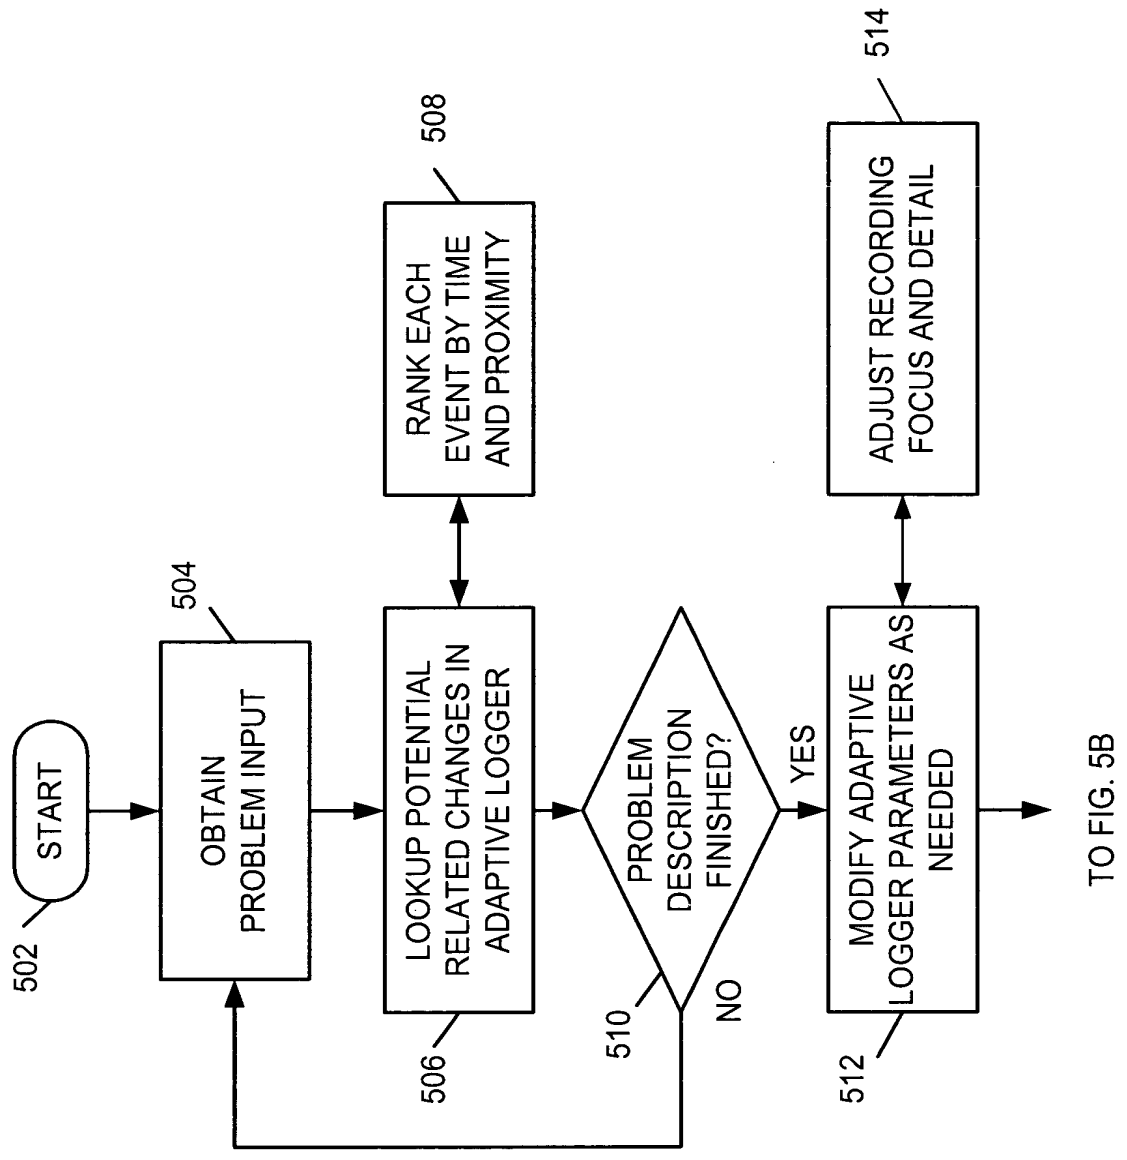 START
502
OBTAIN
PROBLEM INPUT
504
LOOKUP POTENTIAL
RELATED CHANGES IN
ADAPTIVE LOGGER
506
RANK EACH
EVENT BY TIME
AND PROXIMITY
508
PROBLEM
DESCRIPTION
FINISHED?
510
NO
YES
MODIFY ADAPTIVE
LOGGER PARAMETERS AS
NEEDED
512
ADJUST RECORDING
FOCUS AND DETAIL
514
TO FIG. 5B